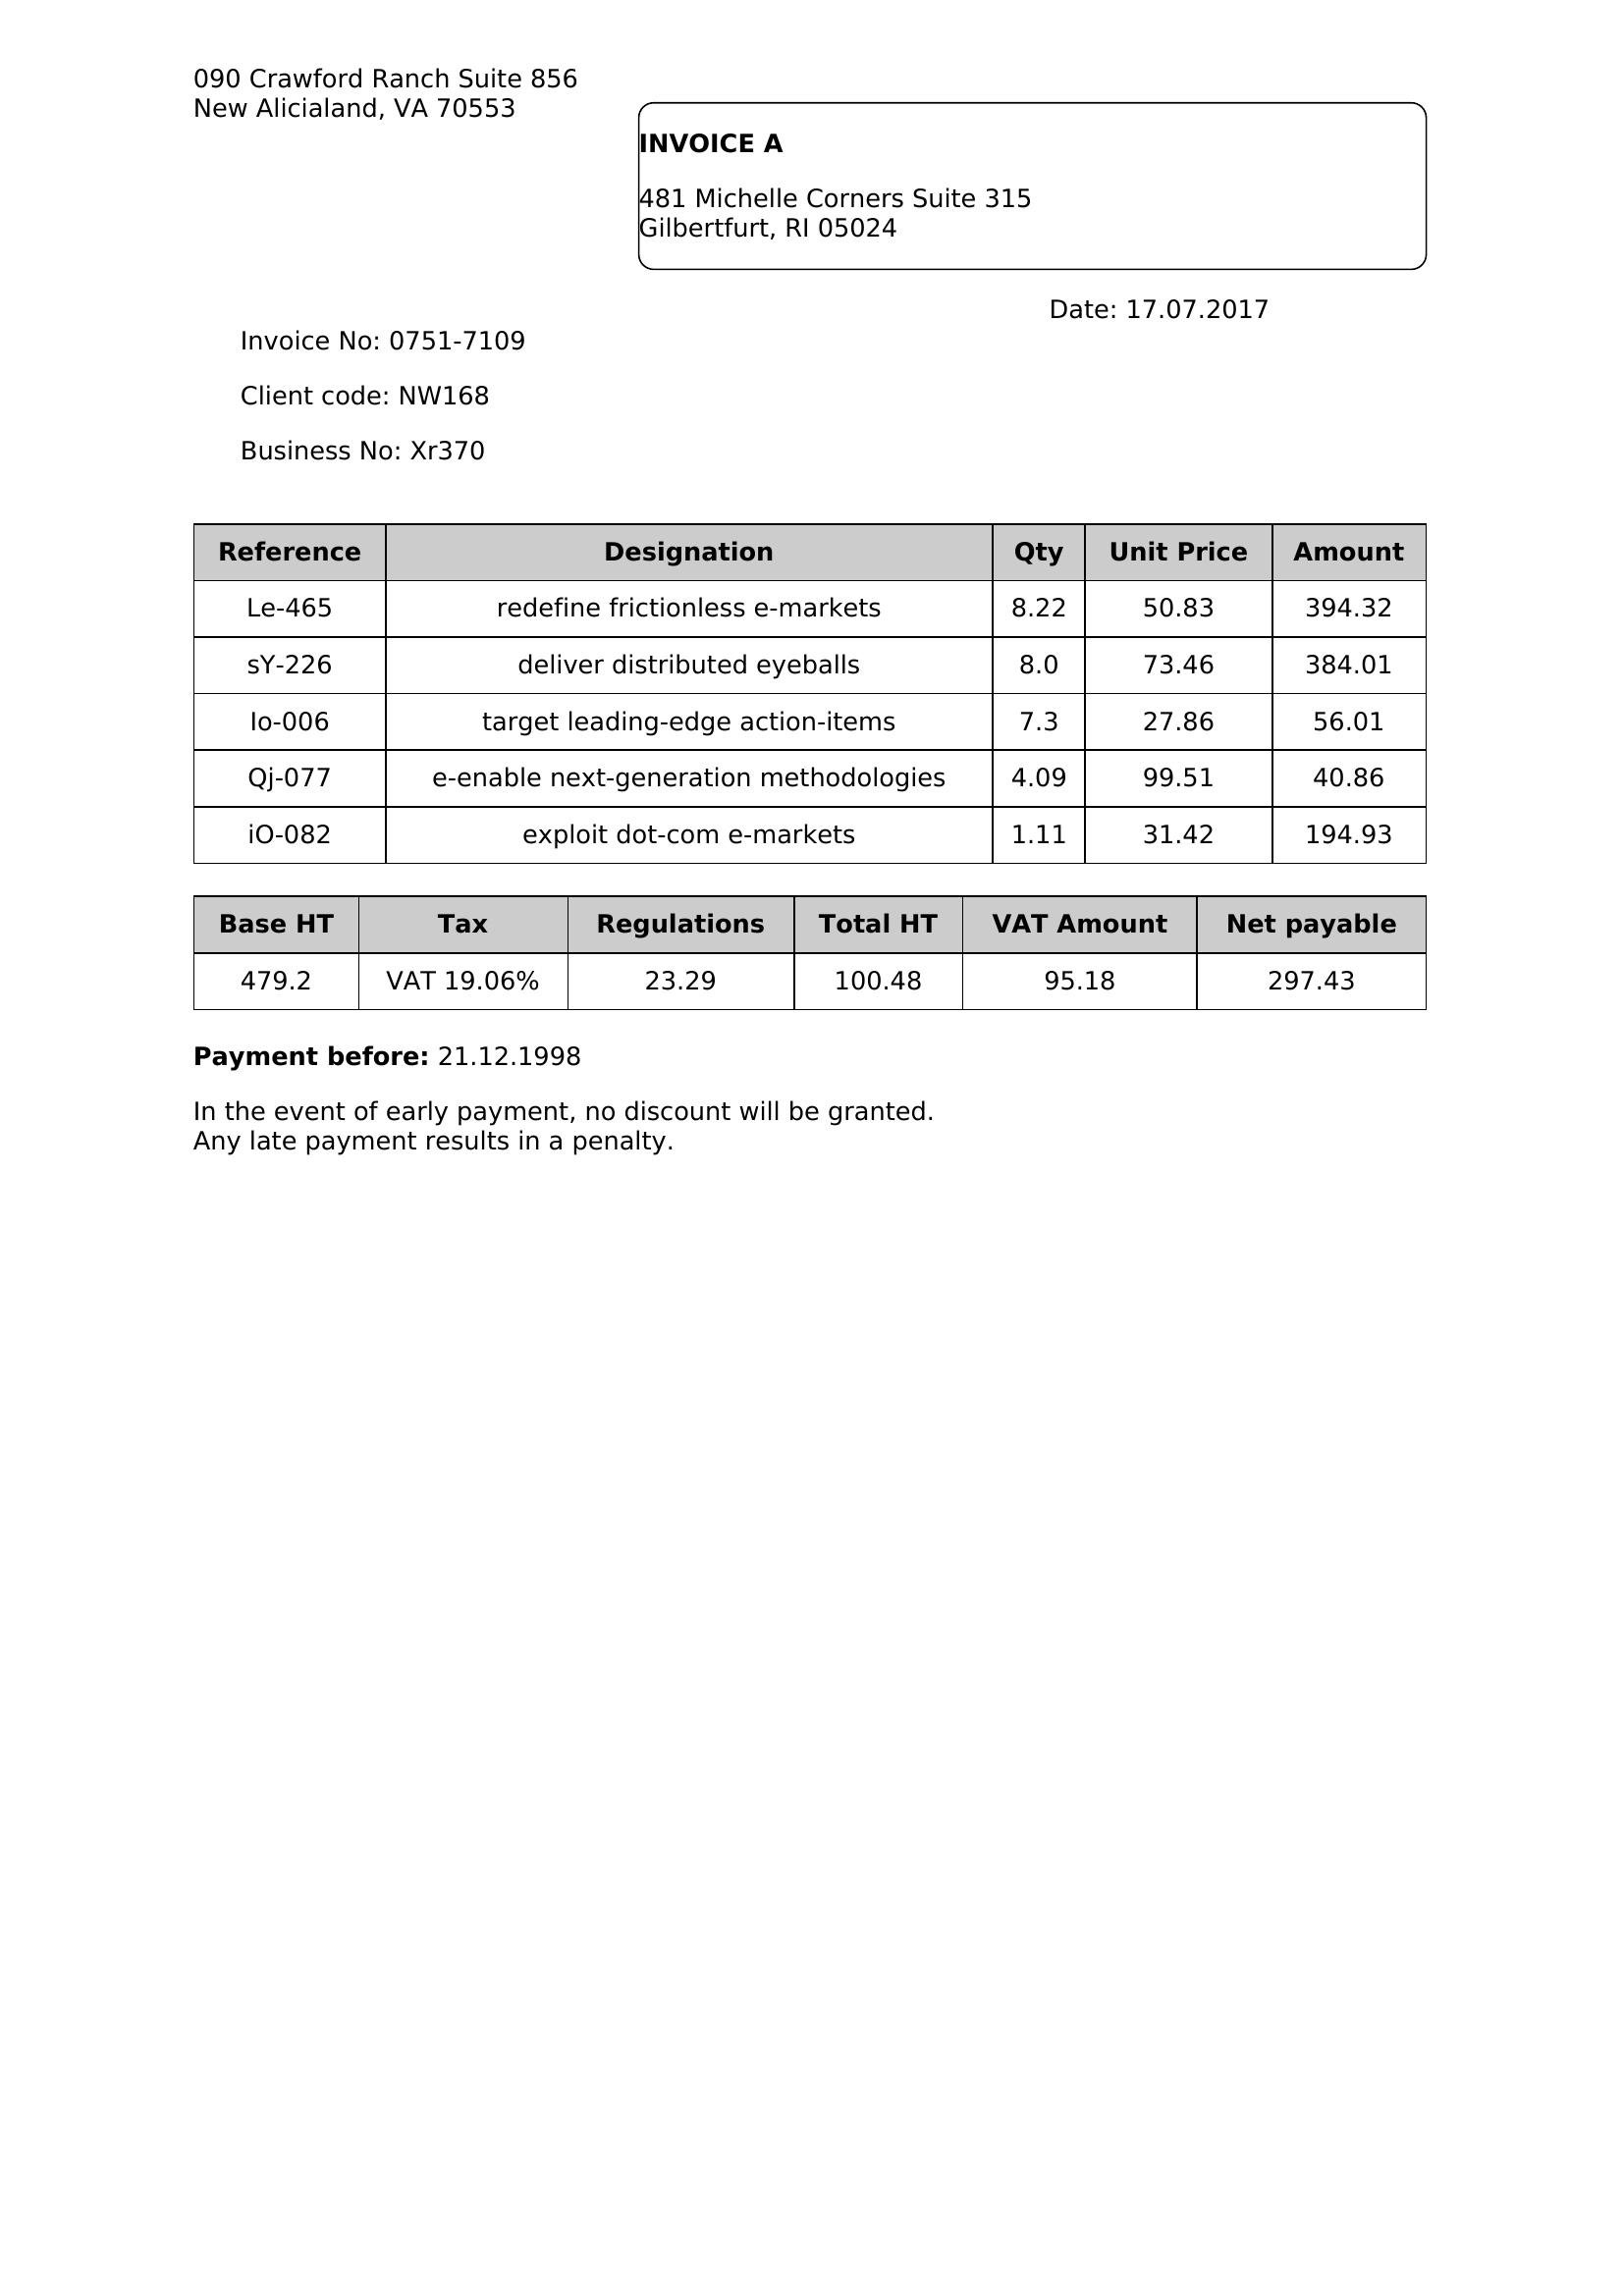 090 Crawford Ranch Suite 856
New Alicialand, VA 70553
INVOICE A
481 Michelle Corners Suite 315
Gilbertfurt, RI 05024
Date: 17.07.2017
Invoice No: 0751-7109
Client code: NW168
Business No: Xr370
Reference Designation Qty Unit Price Amount
Le-465 redefine frictionless e-markets 8.22 50.83 394.32
sY-226 deliver distributed eyeballs 8.0 73.46 384.01
Io-006 target leading-edge action-items 7.3 27.86 56.01
Qj-077 e-enable next-generation methodologies 4.09 99.51 40.86
iO-082 exploit dot-com e-markets 1.11 31.42 194.93
Base HT Tax Regulations Total HT VAT Amount Net payable
479.2 VAT 19.06% 23.29 100.48 95.18 297.43
Payment before: 21.12.1998
In the event of early payment, no discount will be granted.
Any late payment results in a penalty.